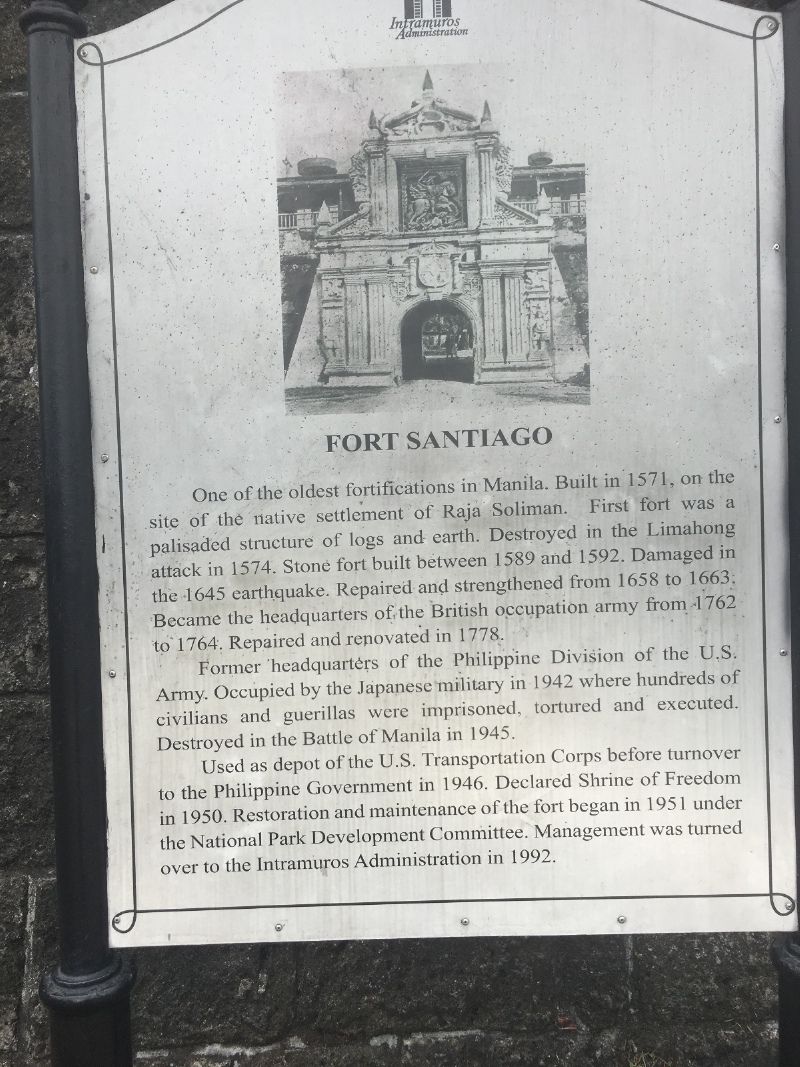 Intramuros
Administration
FORT SANTIAGO
One of the oldest fortifications in Manila. Built in 1571, on the
site of the native settlement of Raja Soliman. First fort was a
palisaded structure of logs and earth. Destroyed in the Limahong
attack in 1574. Stone fort built between 1589 and 1592. Damaged in
the 1645 earthquake. Repaired and strengthened from 1658 to 1663.
Became the headquarters of the British occupation army from 1762
to 1764. Repaired and renovated in 1778.
Former headquarters of the Philippine Division of the U.S.
Army. Occupied by the Japanese military in 1942 where hundreds of
civilians and guerillas were imprisoned, tortured and executed.
Destroyed in the Battle of Manila in 1945.
Used as depot of the U.S. Transportation Corps before turnover
to the Philippine Government in 1946. Declared Shrine of Freedom
in 1950. Restoration and maintenance of the fort began in 1951 under
the National Park Development Committee. Management was turned
over to the Intramuros Administration in 1992.